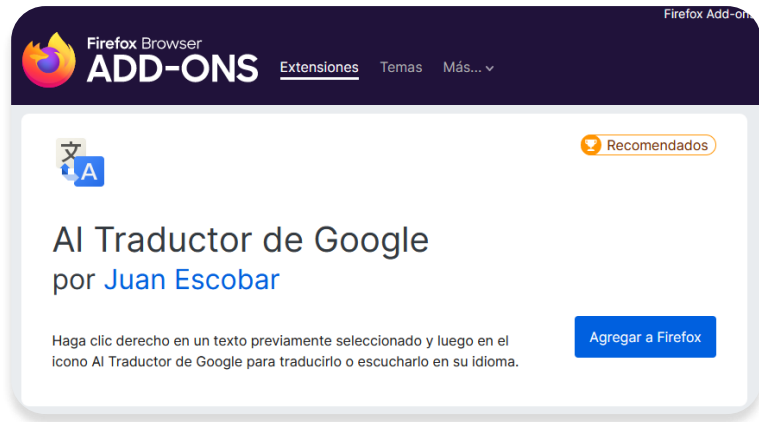 Firefox Add-ons
Firefox Browser
ADD-ONS
Extensiones Temas Más...
文
A
Recomendados
Al Traductor de Google
por Juan Escobar
Haga clic derecho en un texto previamente seleccionado y luego en el
icono Al Traductor de Google para traducirlo o escucharlo en su idioma.
Agregar a Firefox